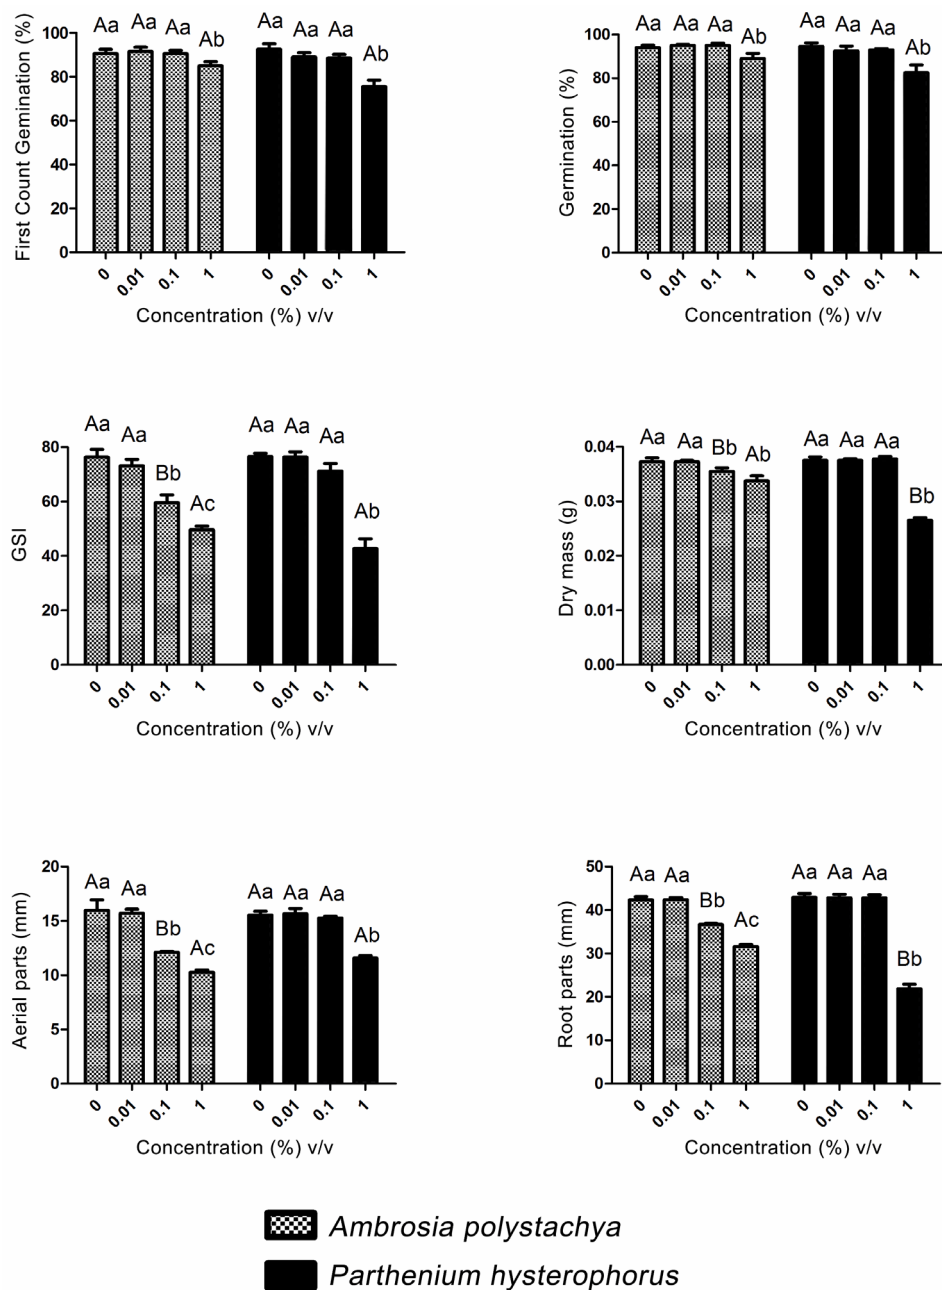 First Count Gemination (%)
100
80
60
40
20
0
Aa Aa Aa Ab Aa Aa Aa Ab
0 0.01 0.1 1 0 0.01 0.1 1
Concentration (%) v/v
Germination (%)
100
80
60
40
20
0
Aa Aa Aa Ab Aa Aa Aa Ab
0 0.01 0.1 1 0 0.01 0.1 1
Concentration (%) v/v
GSI
80
60
40
20
0
Aa Aa Bb Ac Aa Aa Aa Ab
0 0.01 0.1 1 0 0.01 0.1 1
Concentration (%) v/v
Dry mass (g)
0.04
0.03
0.02
0.01
0.00
Aa Aa Bb Ab Aa Aa Aa Bb
0 0.01 0.1 1 0 0.01 0.1 1
Concentration (%) v/v
Aerial parts (mm)
20
15
10
5
0
Aa Aa Bb Ac Aa Aa Aa Ab
0 0.01 0.1 1 0 0.01 0.1 1
Concentration (%) v/v
Root parts (mm)
50
40
30
20
10
0
Aa Aa Bb Ac Aa Aa Aa Bb
0 0.01 0.1 1 0 0.01 0.1 1
Concentration (%) v/v
Ambrosia polystachya
Parthenium hysterophorus